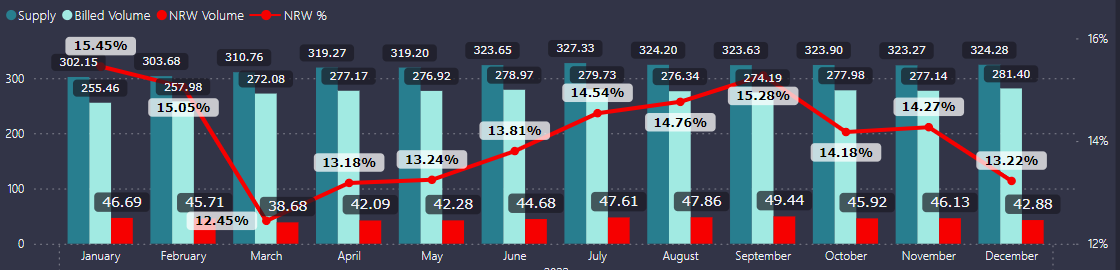 Supply Billed Volume NRW Volume NRW %
16%
14%
12%
300
200
100
0
15.45% 15.05% 12.45% 13.18% 13.24% 13.81% 14.54% 14.76% 15.28% 14.18% 14.27% 13.22%
302.15 303.68 310.76 319.27 319.20 323.65 327.33 324.20 323.63 323.90 323.27 324.28
255.46 257.98 272.08 277.17 276.92 278.97 279.73 276.34 274.19 277.98 277.14 281.40
46.69 45.71 38.68 42.09 42.28 44.68 47.61 47.86 49.44 45.92 46.13 42.88
January February March April May June July August September October November December